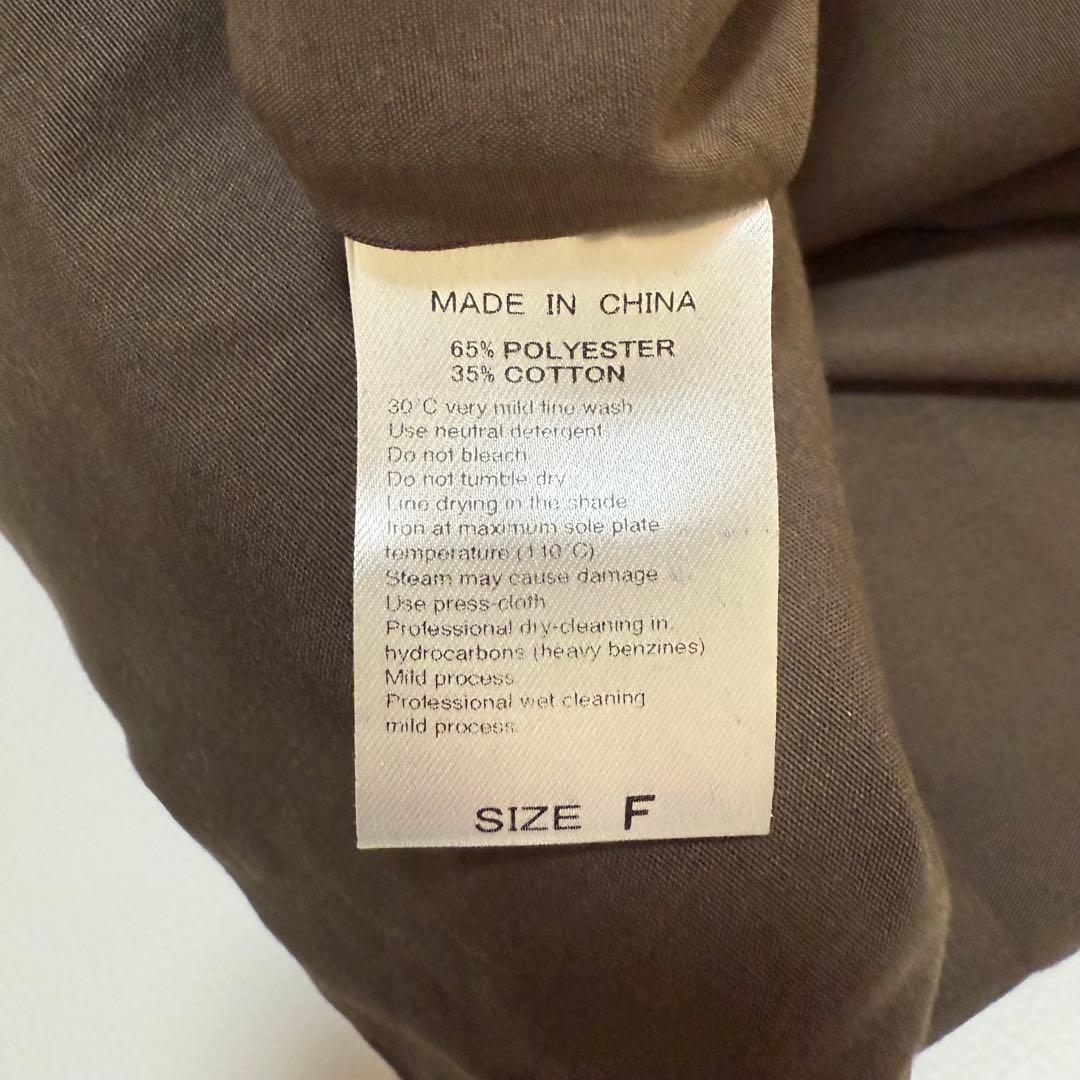 MADE IN CHINA
65% POLYESTER
35% COTTON
30°C very mild fine wash
Use neutral detergent
Do not bleach
Do not tumble dry
Line drying in the shade
Iron at maximum sole plate
temperature (110°C)
Steam may cause damage
Use press-cloth
Professional dry-cleaning in
hydrocarbons (heavy benzines)
Mild process
Professional wet cleaning
mild process.
SIZE F